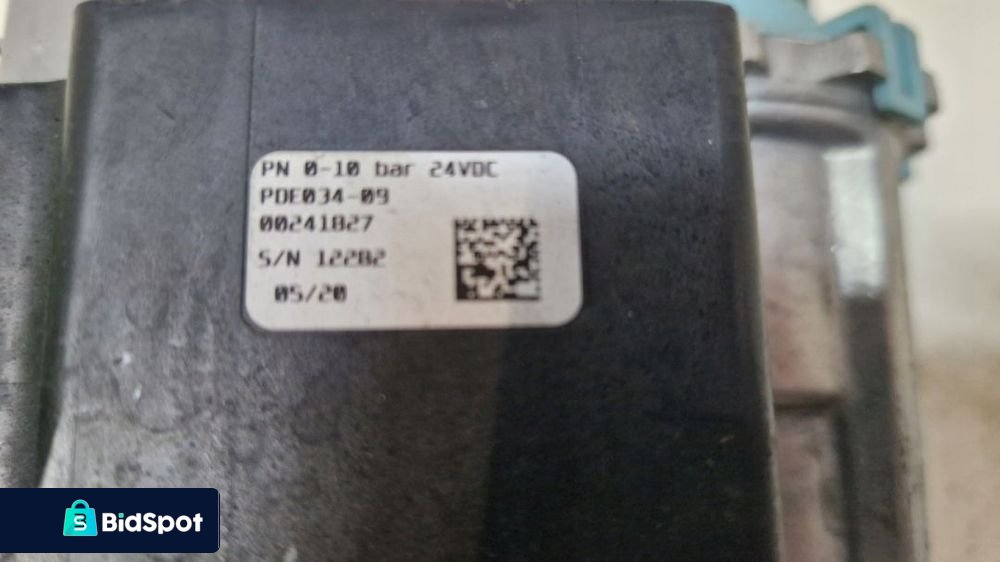 PN 0-10 bar 24VDC
PDE034-09
00241827
S/N 12282
05/20
BidSpot